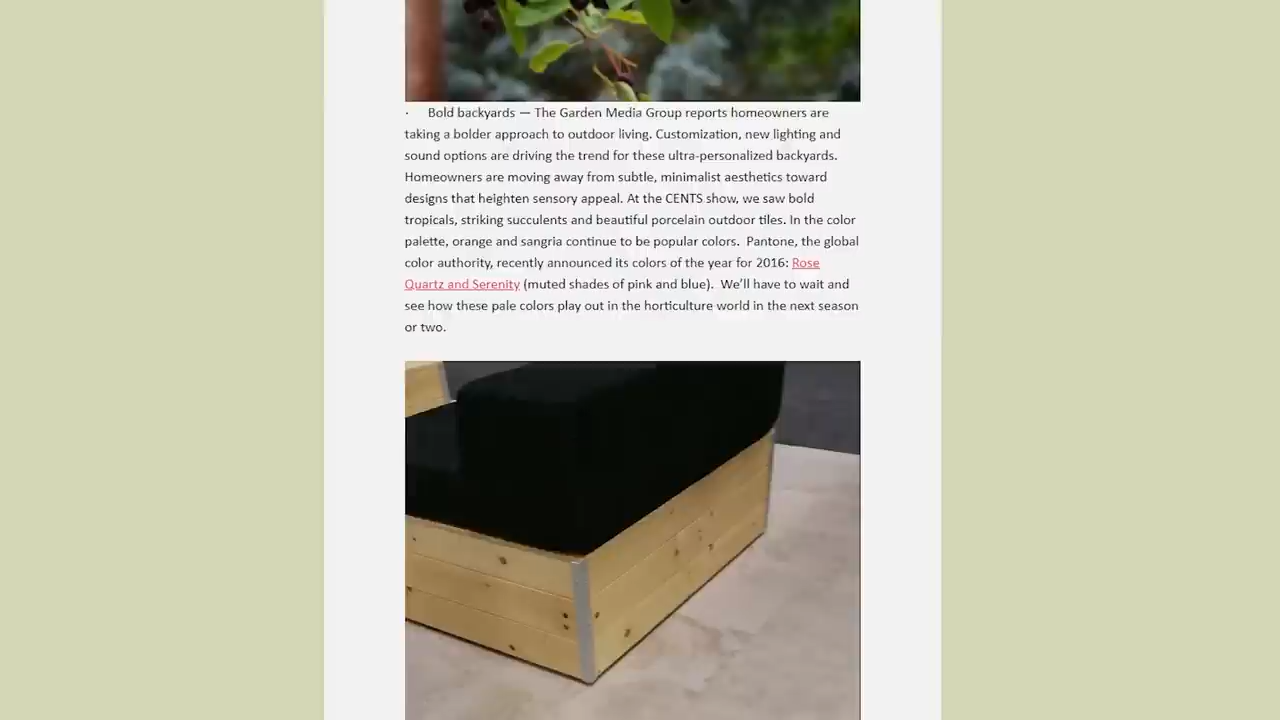 · Bold backyards — The Garden Media Group reports homeowners are
taking a bolder approach to outdoor living. Customization, new lighting and
sound options are driving the trend for these ultra-personalized backyards.
Homeowners are moving away from subtle, minimalist aesthetics toward
designs that heighten sensory appeal. At the CENTS show, we saw bold
tropicals, striking succulents and beautiful porcelain outdoor tiles. In the color
palette, orange and sangria continue to be popular colors.  Pantone, the global
color authority, recently announced its colors of the year for 2016: Rose
Quartz and Serenity (muted shades of pink and blue).  We’ll have to wait and
see how these pale colors play out in the horticulture world in the next season
or two.